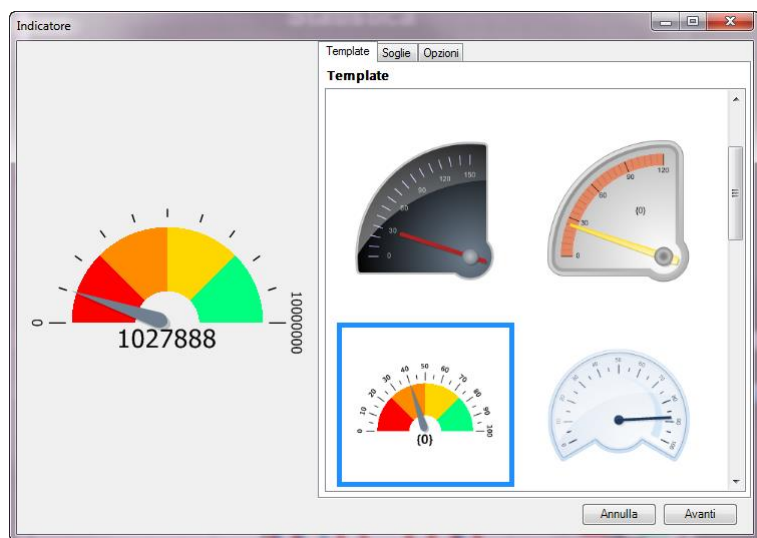 Indicatore
Template Soglie Opzioni
Template
0
10000000
1027888
0 30 60 90 120 150
0 30 60 90 120
{0}
0 10 20 30 40 50 60 70 80 90 100
{0}
Annulla Avanti